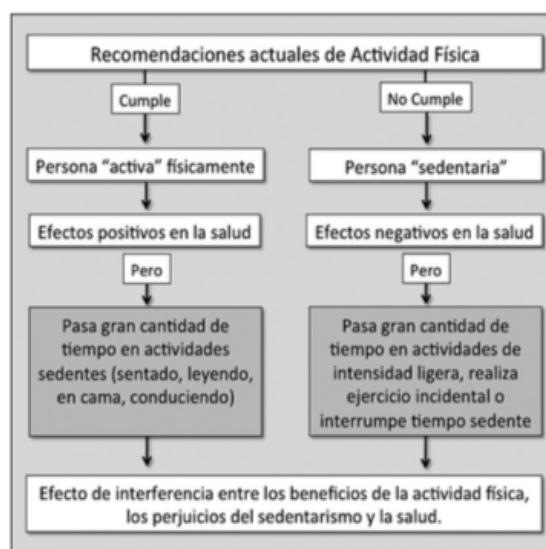 Recomendaciones actuales de Actividad Física
Cumple
No Cumple
Persona "activa" físicamente
Persona "sedentaria"
Efectos positivos en la salud
Efectos negativos en la salud
Pero
Pero
Pasa gran cantidad de
tiempo en actividades
sedentes (sentado, leyendo,
en cama, conduciendo)
Pasa gran cantidad de
tiempo en actividades de
intensidad ligera, realiza
ejercicio incidental o
interrumpe tiempo sedente
Efecto de interferencia entre los beneficios de la actividad física,
los perjuicios del sedentarismo y la salud.